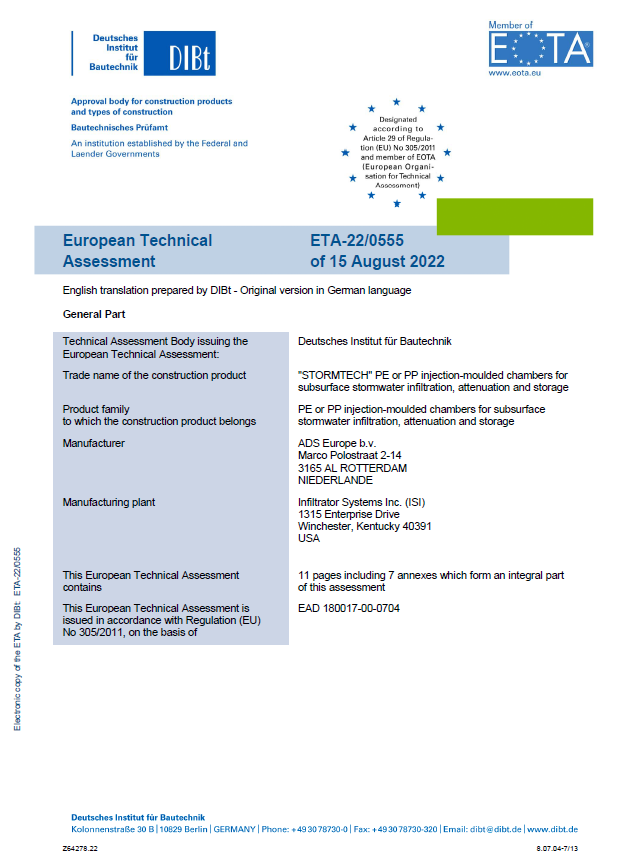 Deutsches
Institut
für
Bautechnik
DIBt
Member of
EOTA®
www.eota.eu
Approval body for construction products
and types of construction
Bautechnisches Prüfamt
An institution established by the Federal and
Laender Governments
Designated
according to
Article 29 of Regula-
tion (EU) No 305/2011
and member of EOTA
(European Organi-
sation for Technical
Assessment)
European Technical
Assessment
ETA-22/0555
of 15 August 2022
English translation prepared by DIBt - Original version in German language
General Part
Technical Assessment Body issuing the
European Technical Assessment:
Deutsches Institut für Bautechnik
Trade name of the construction product
"STORMTECH" PE or PP injection-moulded chambers for
subsurface stormwater infiltration, attenuation and storage
Product family
to which the construction product belongs
PE or PP injection-moulded chambers for subsurface
stormwater infiltration, attenuation and storage
Manufacturer
ADS Europe b.v.
Marco Polostraat 2-14
3165 AL ROTTERDAM
NIEDERLANDE
Manufacturing plant
Infiltrator Systems Inc. (ISI)
1315 Enterprise Drive
Winchester, Kentucky 40391
USA
This European Technical Assessment
contains
11 pages including 7 annexes which form an integral part
of this assessment
This European Technical Assessment is
issued in accordance with Regulation (EU)
No 305/2011, on the basis of
EAD 180017-00-0704
Electronic copy of the ETA by DIBt: ETA-22/0555
Deutsches Institut für Bautechnik
Kolonnenstraße 30 B | 10829 Berlin | GERMANY | Phone: +49 30 78730-0 | Fax: +49 30 78730-320 | Email: dibt@dibt.de | www.dibt.de
Z64278.22
8.07.04-7/13